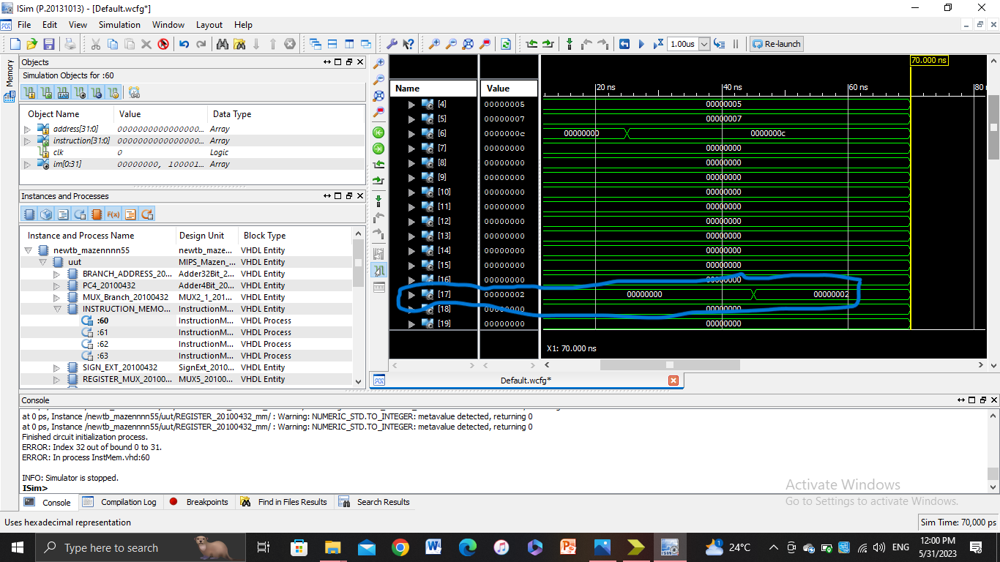 ISim (P.20131013) - [Default.wcfg*]
File Edit View Simulation Window Layout Help
1.00us Re-launch
Memory
Objects
Simulation Objects for :60
Object Name Value Data Type
address[31:0] 000000000000000... Array
instruction[31:0] 000000000000000... Array
clk 0 Logic
im[0:31] 00000000, 100001... Array
Instances and Processes
Instance and Process Name Design Unit Block Type
newtb_mazennnn55 newtb_maze... VHDL Entity
uut MIPS_Mazen_... VHDL Entity
BRANCH_ADDRESS_20... Adder32Bit_2... VHDL Entity
PC4_20100432 Adder4Bit_20... VHDL Entity
MUX_Branch_20100432 MUX2_1_201... VHDL Entity
INSTRUCTION_MEMO... InstructionM... VHDL Entity
:60 InstructionM... VHDL Process
:61 InstructionM... VHDL Process
:62 InstructionM... VHDL Process
:63 InstructionM... VHDL Process
SIGN_EXT_20100432 SignExt_2010... VHDL Entity
REGISTER_MUX_20100... MUX5_20100... VHDL Entity
70.000 ns
Name Value 20 ns 40 ns 60 ns 80
[4] 00000005 00000005
[5] 00000007 00000007
[6] 0000000c 00000000 0000000c
[7] 00000000 00000000
[8] 00000000 00000000
[9] 00000000 00000000
[10] 00000000 00000000
[11] 00000000 00000000
[12] 00000000 00000000
[13] 00000000 00000000
[14] 00000000 00000000
[15] 00000000 00000000
[16] 00000000 00000000
[17] 00000002 00000000 00000002
[18] 00000000 00000000
[19] 00000000 00000000
X1: 70.000 ns
Default.wcfg*
Console
at 0 ps, Instance /newtb_mazennnn55/uut/REGISTER_20100432_mm/ : Warning: NUMERIC_STD.TO_INTEGER: metavalue detected, returning 0
at 0 ps, Instance /newtb_mazennnn55/uut/REGISTER_20100432_mm/ : Warning: NUMERIC_STD.TO_INTEGER: metavalue detected, returning 0
Finished circuit initialization process.
ERROR: Index 32 out of bound 0 to 31.
ERROR: In process InstMem.vhd:60
INFO: Simulator is stopped.
ISim>
Activate Windows
Go to Settings to activate Windows.
Console Compilation Log Breakpoints Find in Files Results Search Results
Uses hexadecimal representation Sim Time: 70,000 ps
Type here to search 24°C ENG 12:00 PM
5/31/2023